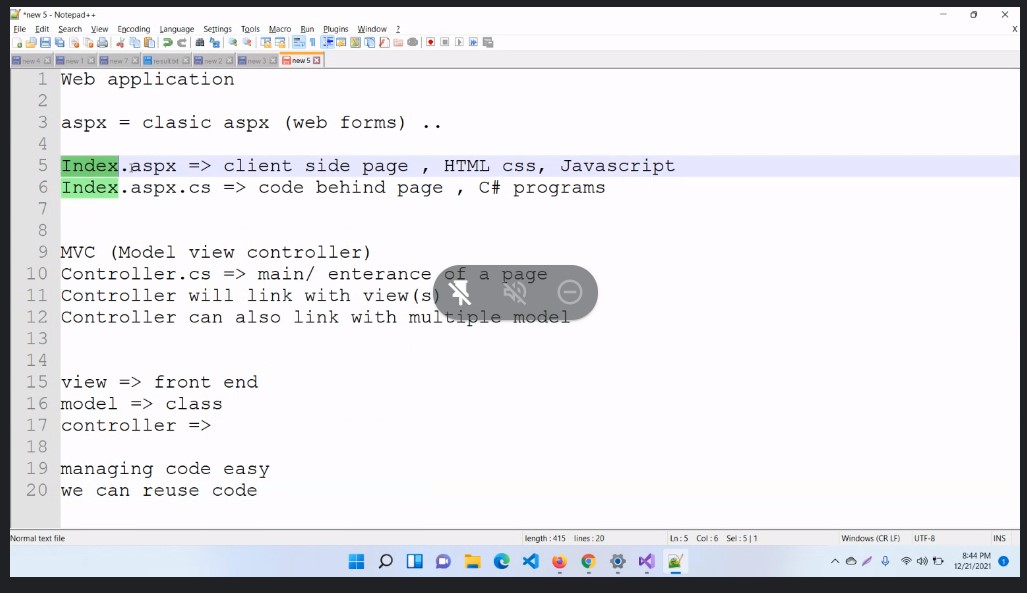 *new 5 - Notepad++
File Edit Search View Encoding Language Settings Tools Macro Run Plugins Window ? X
new 4 new 1 new 7 result.txt new 2 new 3 new 5
1 Web application
2
3 aspx = clasic aspx (web forms) ..
4
5 Index.aspx => client side page , HTML css, Javascript
6 Index.aspx.cs => code behind page , C# programs
7
8
9 MVC (Model view controller)
10 Controller.cs => main/ enterance of a page
11 Controller will link with view(s)
12 Controller can also link with multiple model
13
14
15 view => front end
16 model => class
17 controller =>
18
19 managing code easy
20 we can reuse code
Normal text file length : 415 lines : 20 Ln : 5 Col : 6 Sel : 5 | 1 Windows (CR LF) UTF-8 INS
8:44 PM
12/21/2021 1